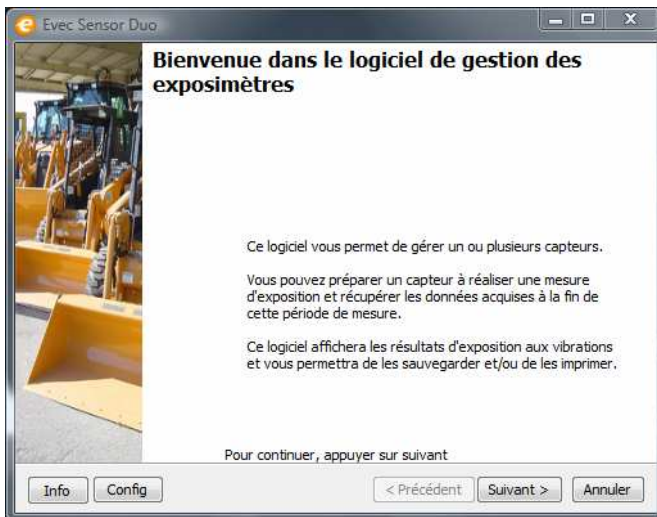 Evec Sensor Duo
Bienvenue dans le logiciel de gestion des
exposimètres
Ce logiciel vous permet de gérer un ou plusieurs capteurs.
Vous pouvez préparer un capteur à réaliser une mesure
d'exposition et récupérer les données acquises à la fin de
cette période de mesure.
Ce logiciel affichera les résultats d'exposition aux vibrations
et vous permettra de les sauvegarder et/ou de les imprimer.
Pour continuer, appuyer sur suivant
Info Config < Précédent Suivant > Annuler